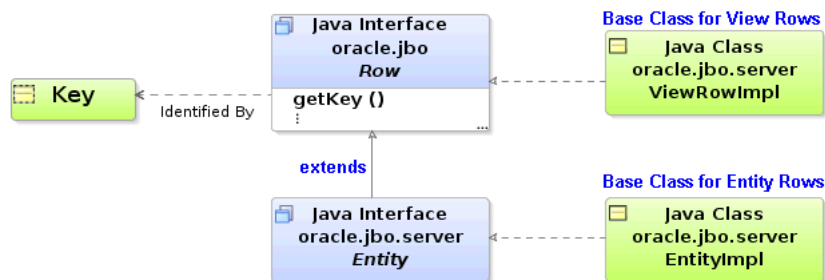 Base Class for View Rows
Java Interface
oracle.jbo
Row
getKey ()
⋮
...
Java Class
oracle.jbo.server
ViewRowImpl
Key
Identified By
extends
Base Class for Entity Rows
Java Interface
oracle.jbo.server
Entity
Java Class
oracle.jbo.server
EntityImpl